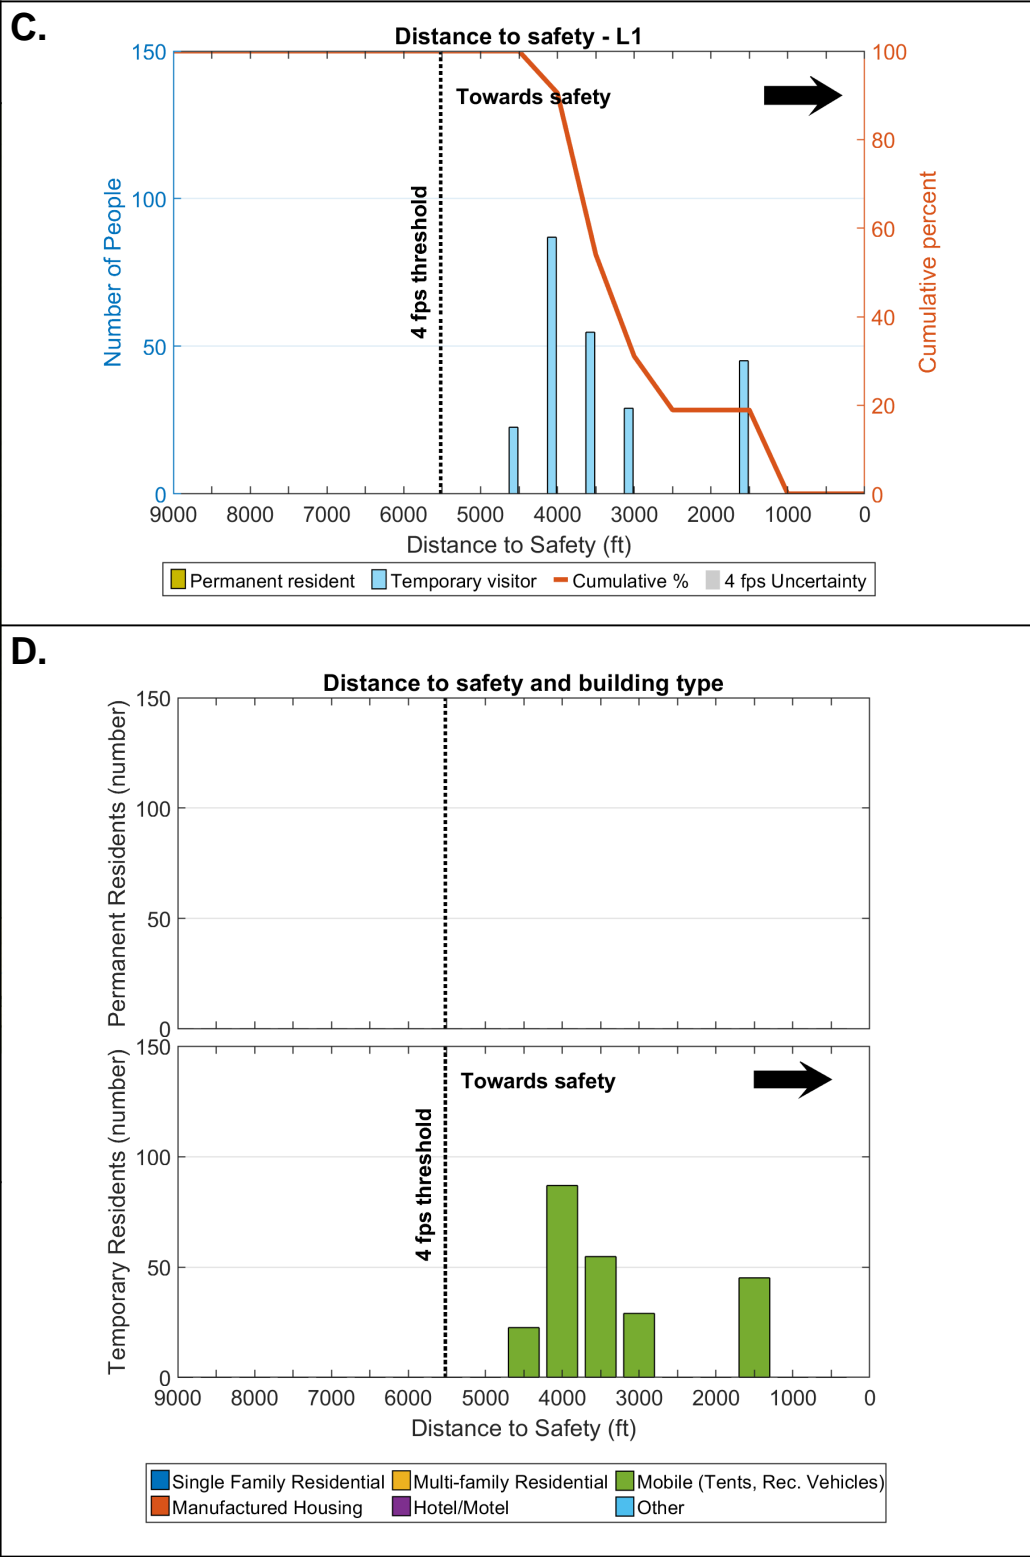 C.
Distance to safety - L1
150
100
50
0
Number of People
100
80
60
40
20
0
Cumulative percent
Towards safety
4 fps threshold
9000 8000 7000 6000 5000 4000 3000 2000 1000 0
Distance to Safety (ft)
Permanent resident Temporary visitor Cumulative % 4 fps Uncertainty
D.
Distance to safety and building type
150
100
50
0
Permanent Residents (number)
150
100
50
0
Temporary Residents (number)
Towards safety
4 fps threshold
9000 8000 7000 6000 5000 4000 3000 2000 1000 0
Distance to Safety (ft)
Single Family Residential Multi-family Residential Mobile (Tents, Rec. Vehicles)
Manufactured Housing Hotel/Motel Other